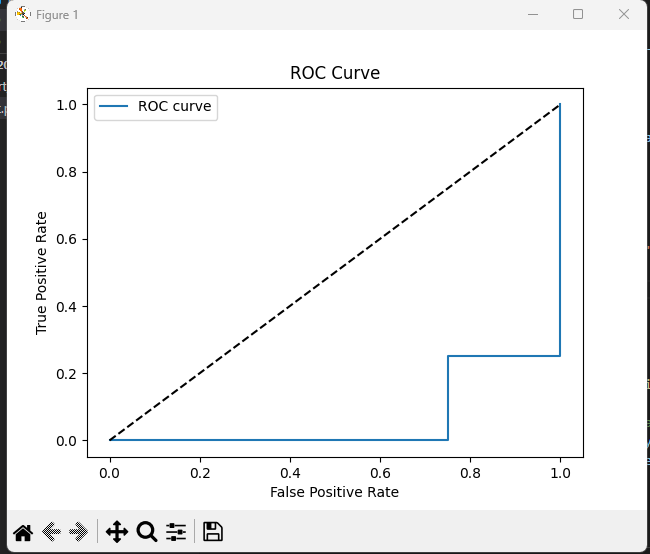 Figure 1
ROC Curve
ROC curve
1.0
0.8
0.6
0.4
0.2
0.0
True Positive Rate
0.0 0.2 0.4 0.6 0.8 1.0
False Positive Rate